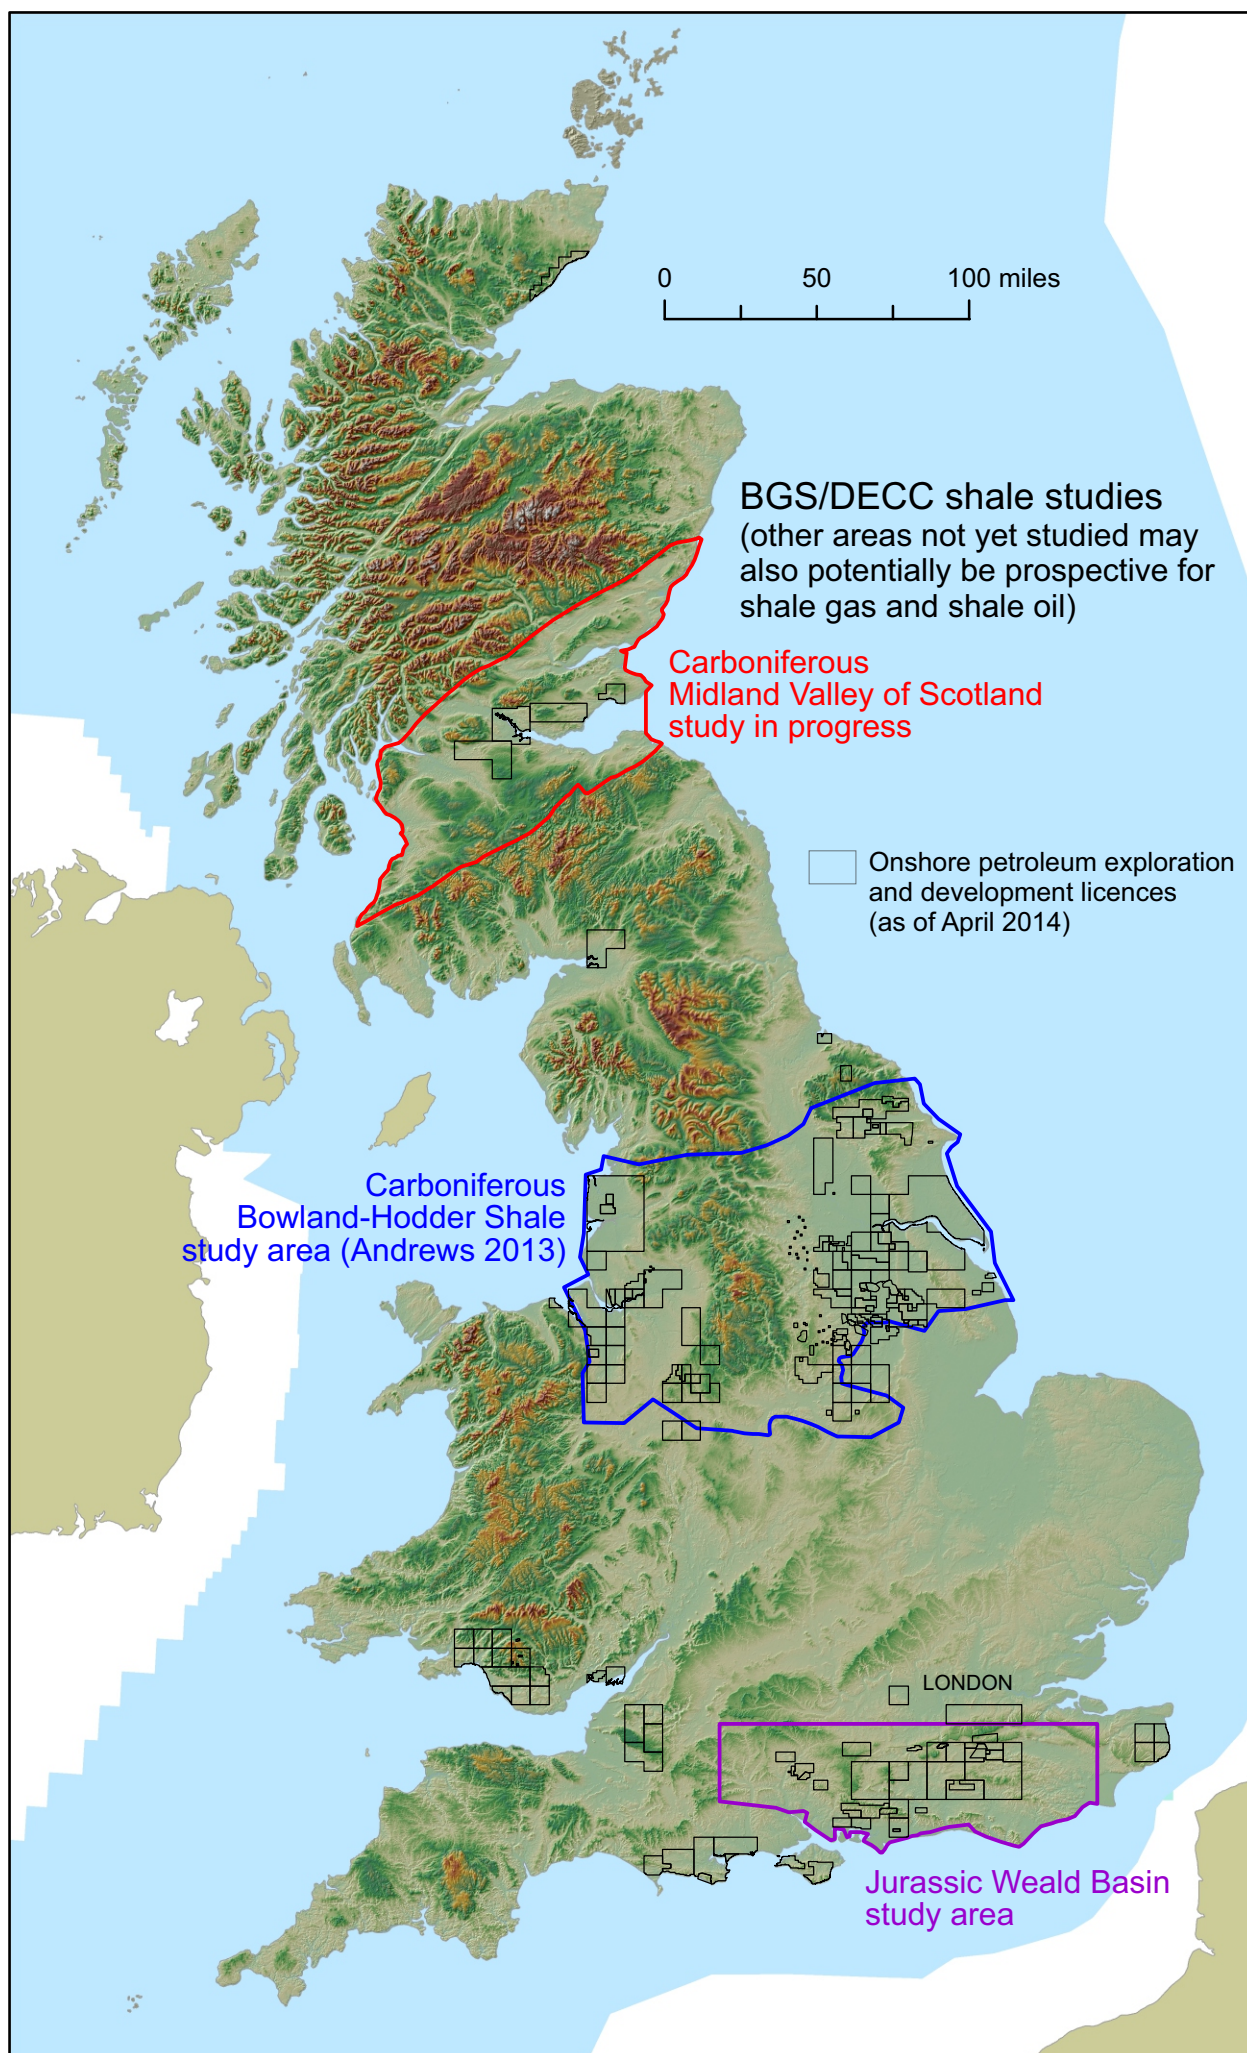 0 50 100 miles
BGS/DECC shale studies
(other areas not yet studied may
also potentially be prospective for
shale gas and shale oil)
Carboniferous
Midland Valley of Scotland
study in progress
Onshore petroleum exploration
and development licences
(as of April 2014)
Carboniferous
Bowland-Hodder Shale
study area (Andrews 2013)
LONDON
Jurassic Weald Basin
study area